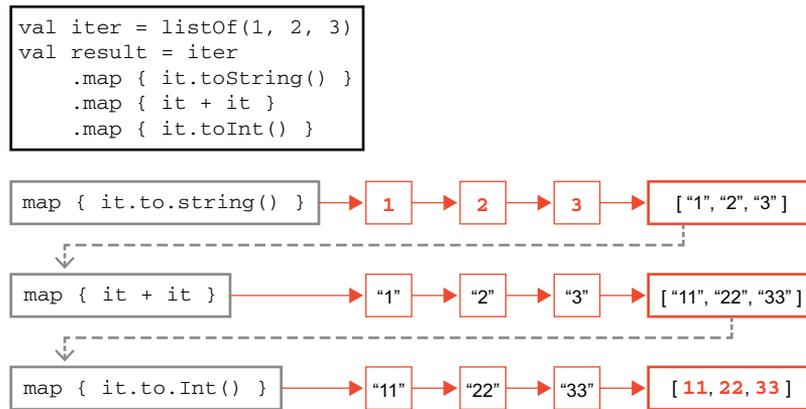 val iter = listOf(1, 2, 3)
val result = iter
    .map { it.toString() }
    .map { it + it }
    .map { it.toInt() }
map { it.to.string() } 1 2 3 [ “1”, “2”, “3” ]
map { it + it } “1” “2” “3” [ “11”, “22”, “33” ]
map { it.to.Int() } “11” “22” “33” [ 11, 22, 33 ]